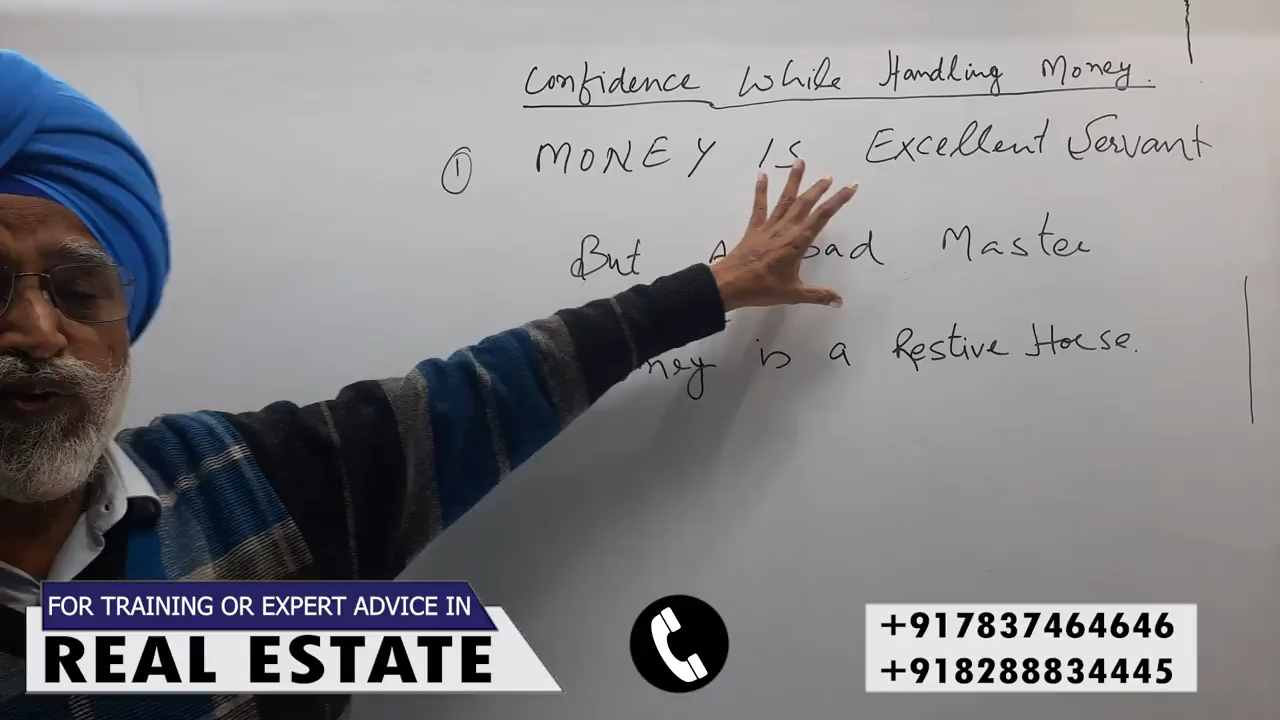 Confidence While Handling Money.
① MONEY IS Excellent Servant
But A Bad Master
is a Restive Horse.
FOR TRAINING OR EXPERT ADVICE IN
REAL ESTATE
+917837464646
+918288834445